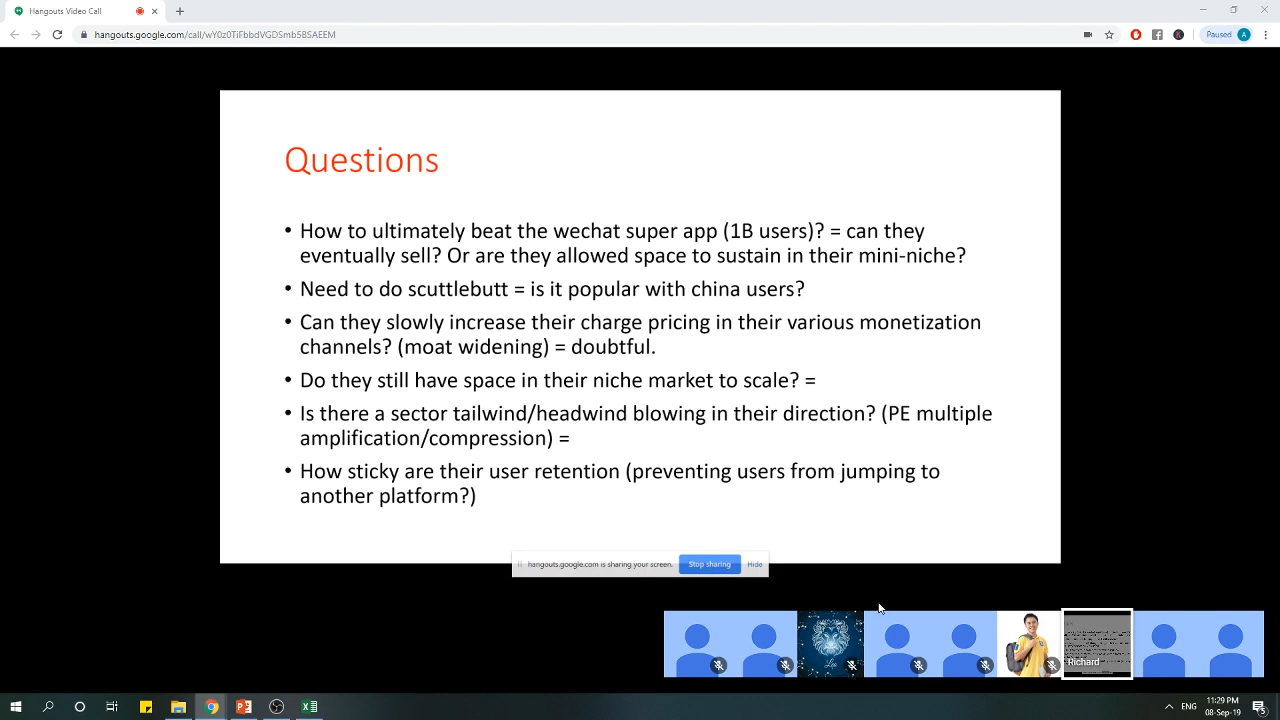 Hangouts Video Call
hangouts.google.com/call/wY0z0TiFbbdVGDSmb5BSAEEM
Paused
A
Questions
• How to ultimately beat the wechat super app (1B users)? = can they
eventually sell? Or are they allowed space to sustain in their mini-niche?
• Need to do scuttlebutt = is it popular with china users?
• Can they slowly increase their charge pricing in their various monetization
channels? (moat widening) = doubtful.
• Do they still have space in their niche market to scale? =
• Is there a sector tailwind/headwind blowing in their direction? (PE multiple
amplification/compression) =
• How sticky are their user retention (preventing users from jumping to
another platform?)
hangouts.google.com is sharing your screen.
Stop sharing
Hide
Richard
ENG
11:29 PM
08-Sep-19